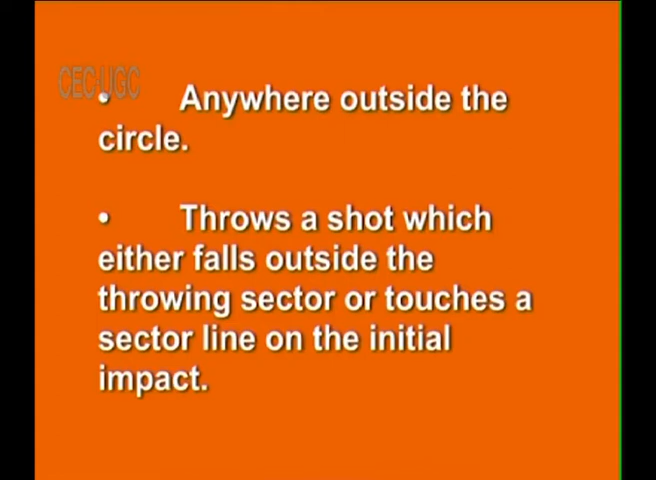 CEC-UGC
• Anywhere outside the
circle.
• Throws a shot which
either falls outside the
throwing sector or touches a
sector line on the initial
impact.